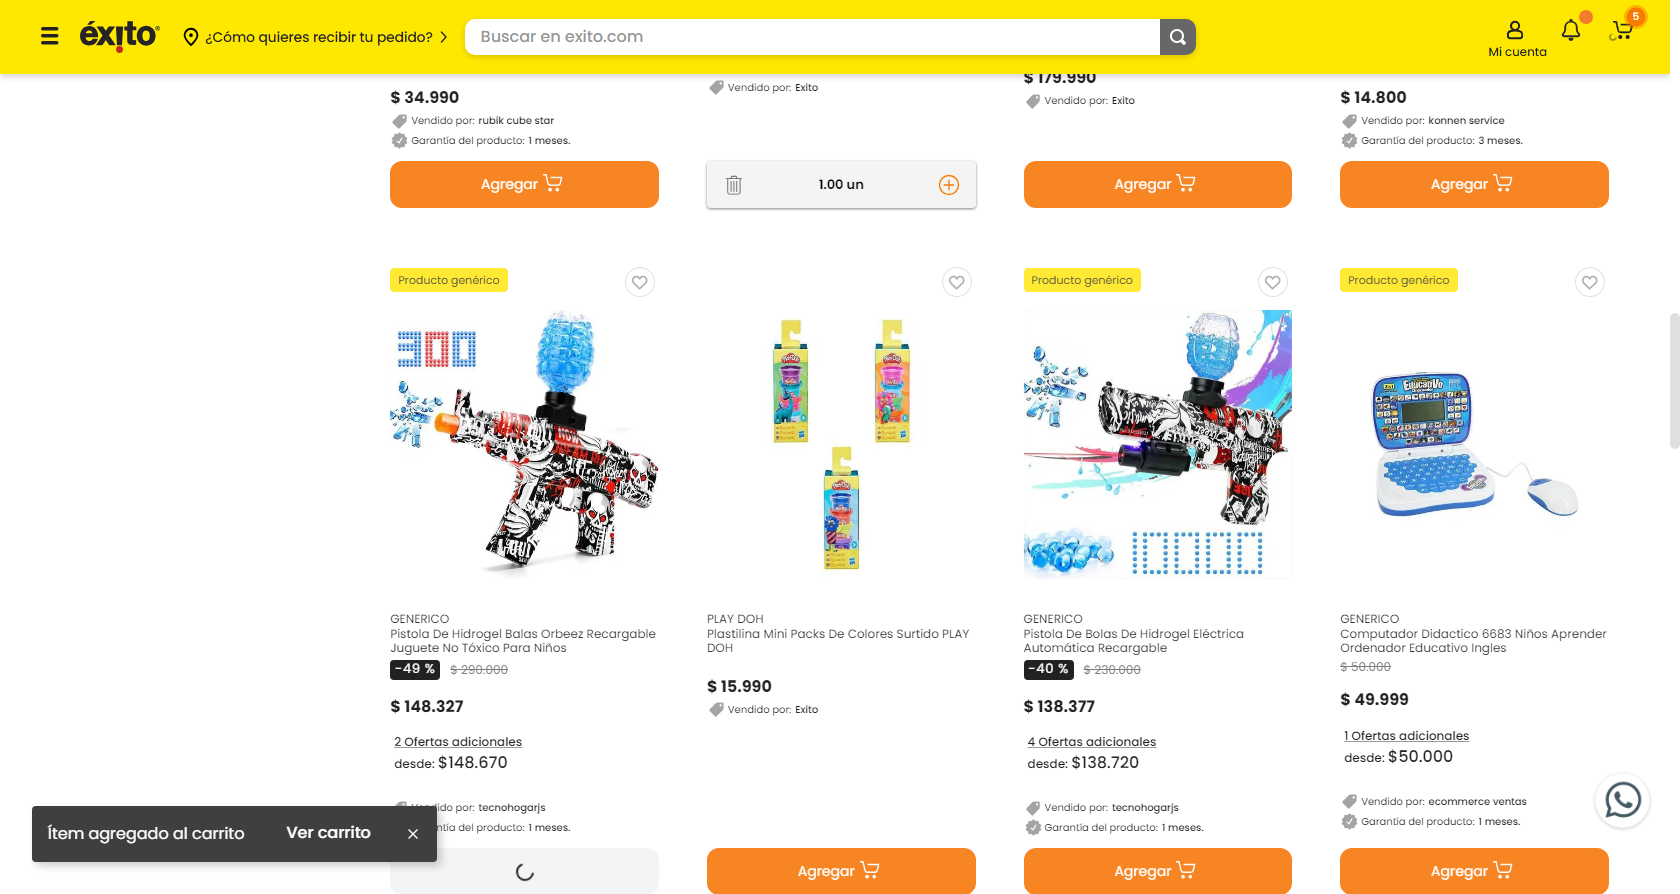 éxito
¿Cómo quieres recibir tu pedido?
Buscar en exito.com
Mi cuenta
5
$ 34.990
Vendido por: rubik cube star
Garantía del producto: 1 meses.
Agregar
Vendido por: Exito
1.00 un
$ 179.990
Vendido por: Exito
Agregar
$ 14.800
Vendido por: konnen service
Garantía del producto: 3 meses.
Agregar
Producto genérico
300
GENERICO
Pistola De Hidrogel Balas Orbeez Recargable
Juguete No Tóxico Para Niños
-49 % $ 290.000
$ 148.327
2 Ofertas adicionales
desde: $148.670
por: tecnohogarjs
ntía del producto: 1 meses.
PLAY DOH
Plastilina Mini Packs De Colores Surtido PLAY
DOH
$ 15.990
Vendido por: Exito
Agregar
Producto genérico
10000
GENERICO
Pistola De Bolas De Hidrogel Eléctrica
Automática Recargable
-40 % $ 230.000
$ 138.377
4 Ofertas adicionales
desde: $138.720
Vendido por: tecnohogarjs
Garantía del producto: 1 meses.
Agregar
Producto genérico
GENERICO
Computador Didactico 6683 Niños Aprender
Ordenador Educativo Ingles
$ 50.000
$ 49.999
1 Ofertas adicionales
desde: $50.000
Vendido por: ecommerce ventas
Garantía del producto: 1 meses.
Agregar
Ítem agregado al carrito
Ver carrito